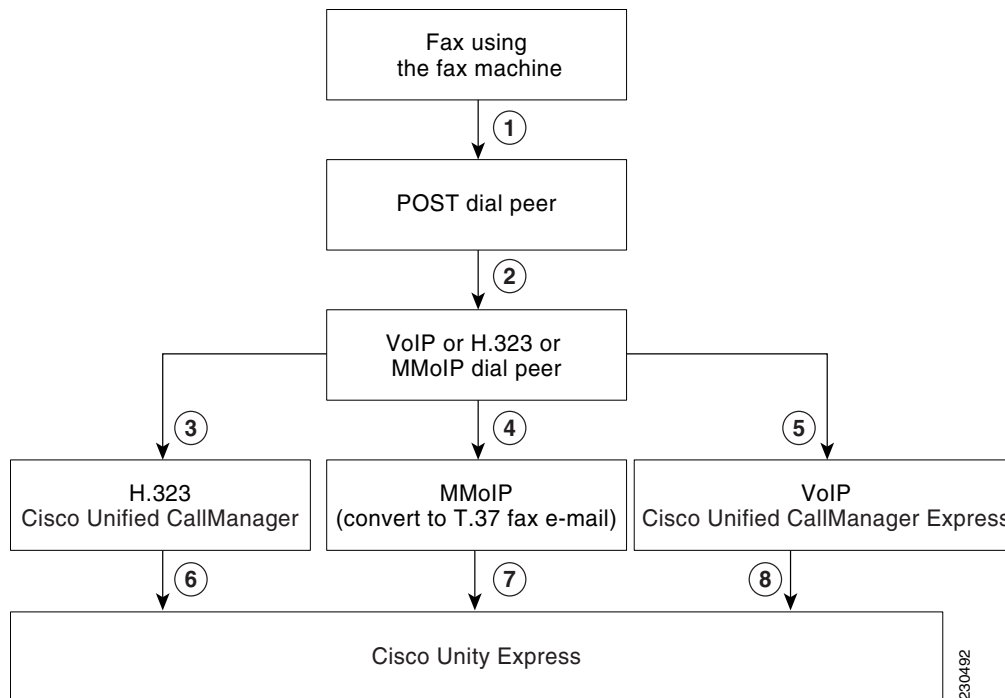 Fax using
the fax machine
1
POST dial peer
2
VoIP or H.323 or
MMoIP dial peer
3
4
5
H.323
Cisco Unified CallManager
MMoIP
(convert to T.37 fax e-mail)
VoIP
Cisco Unified CallManager Express
6
7
8
Cisco Unity Express
230492